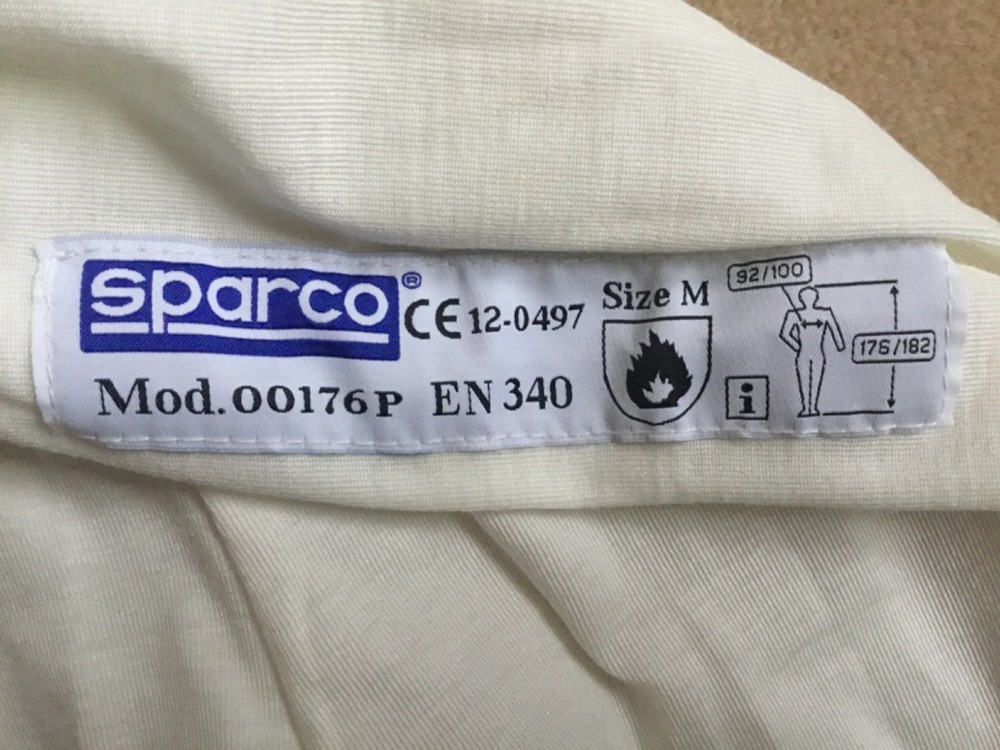 sparco®
CE 12-0497
Mod. 00176P EN 340
Size M
92/100
176/182
i